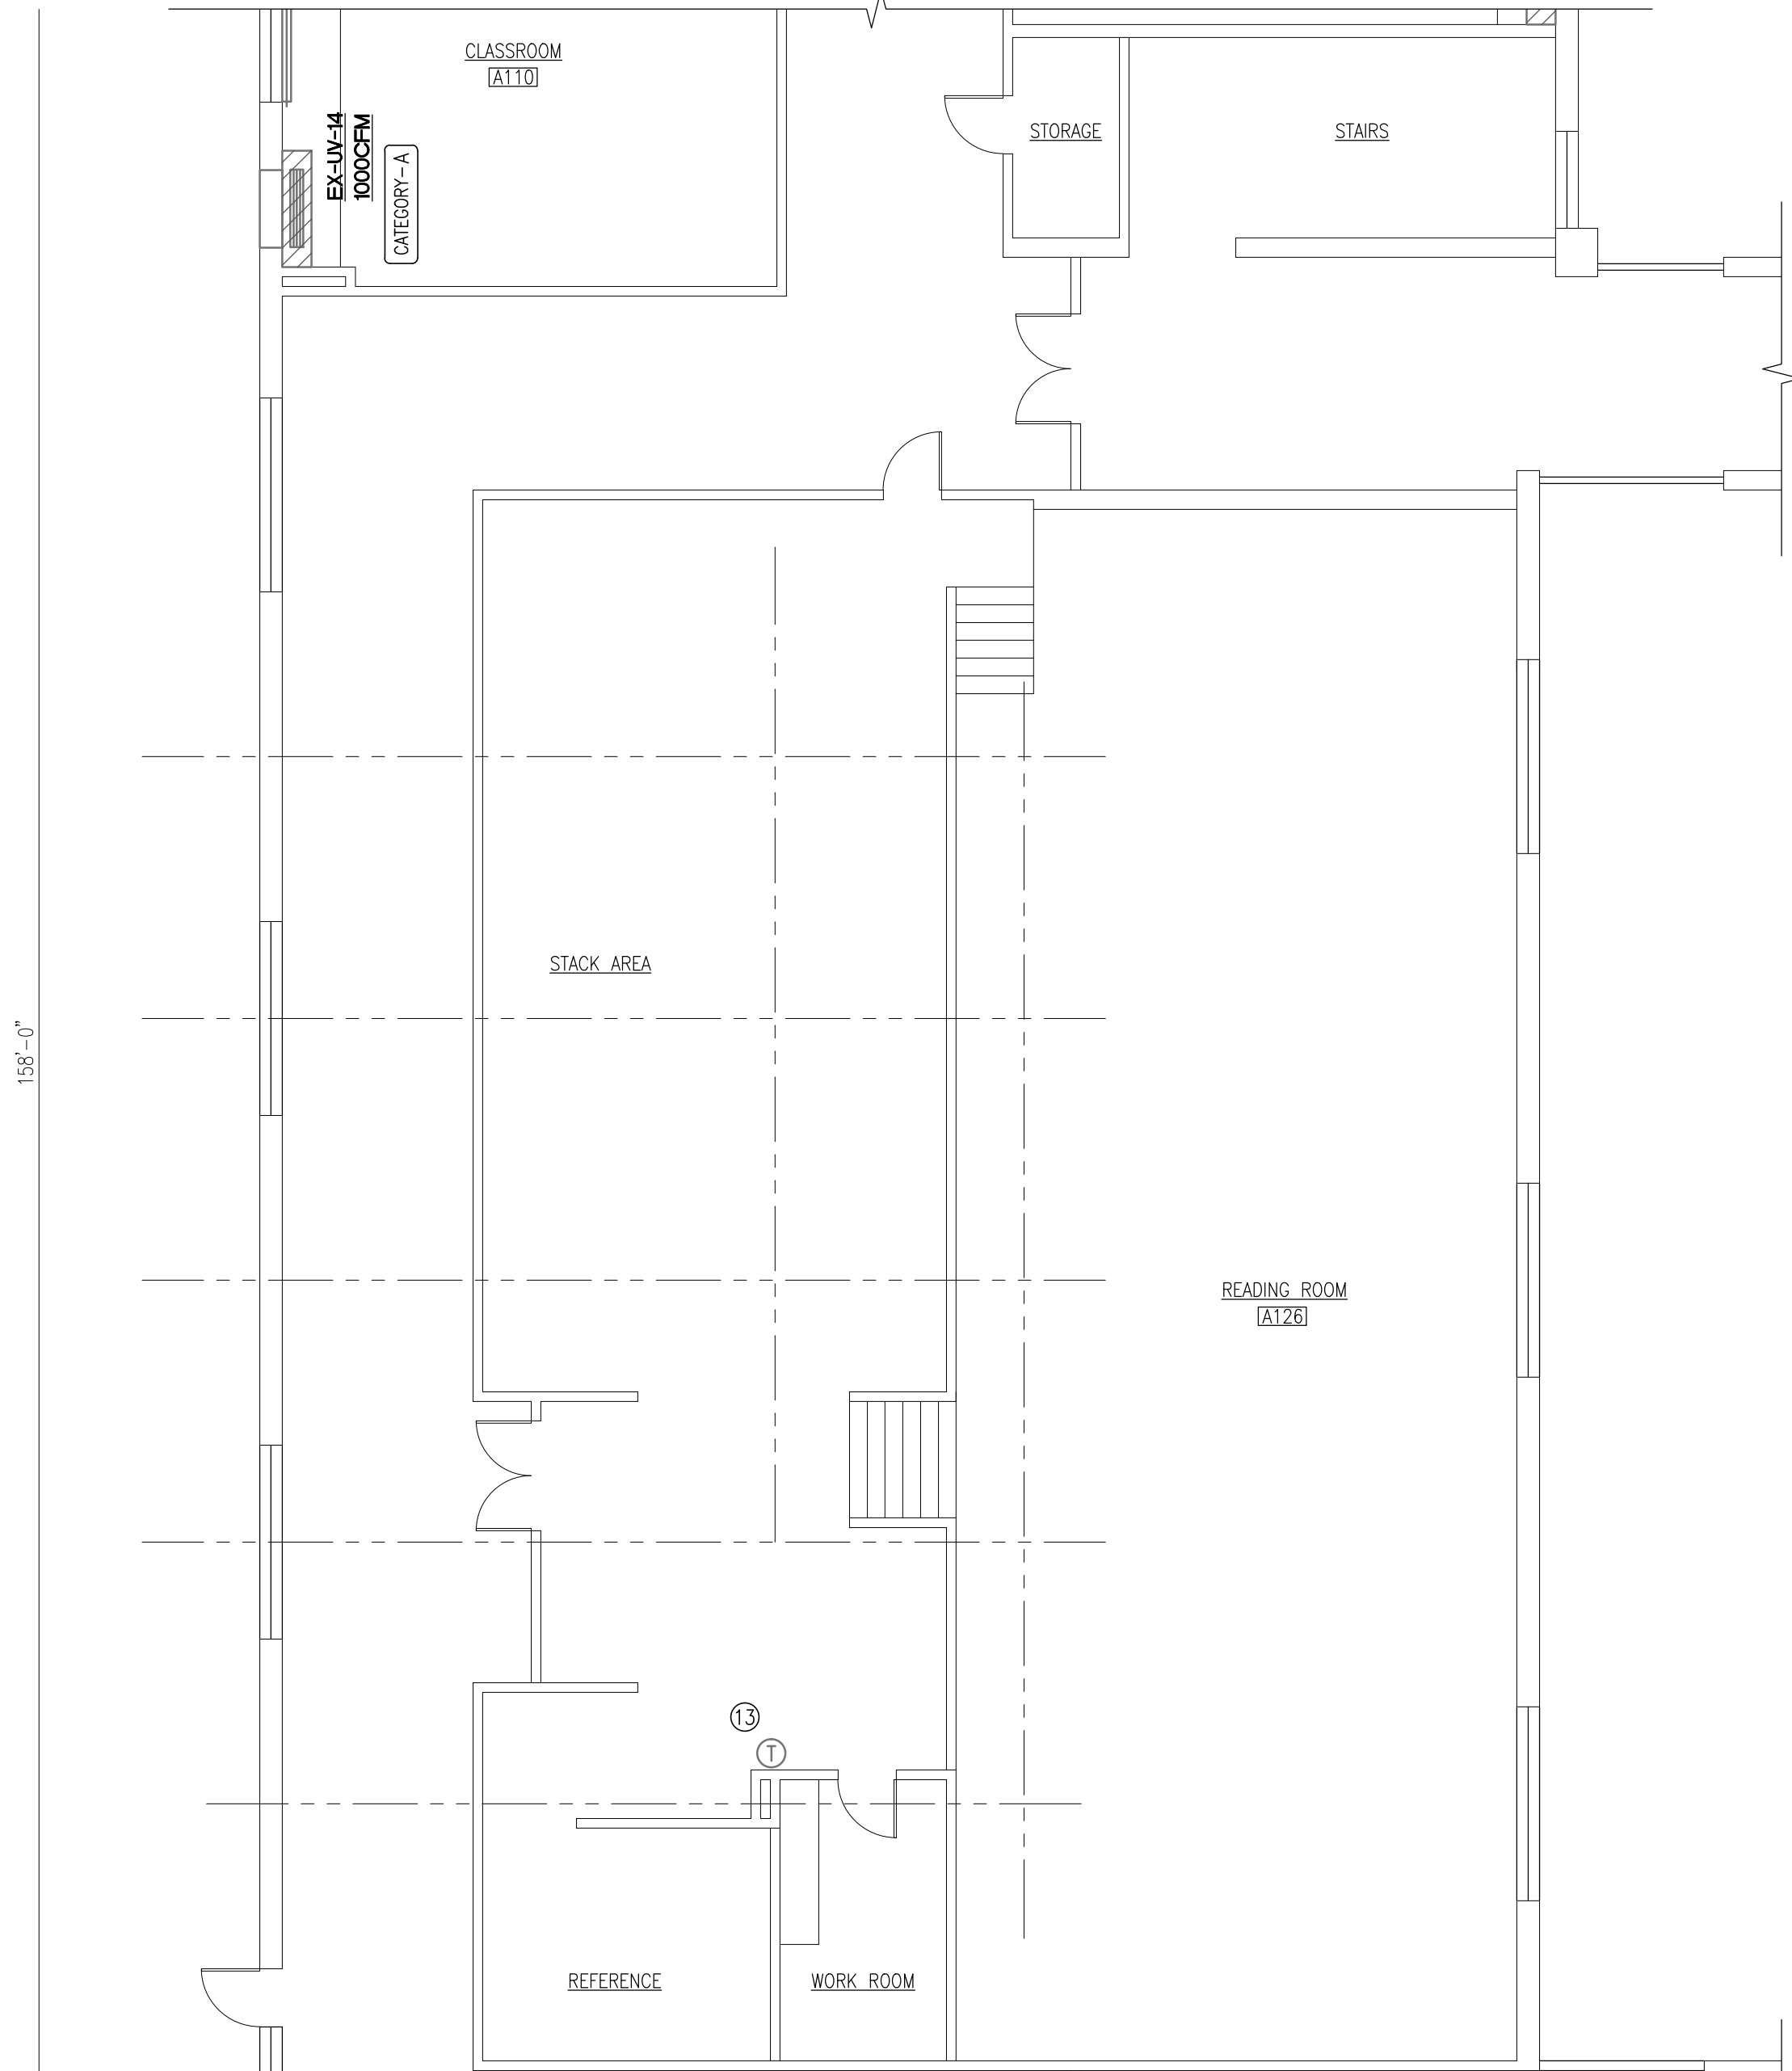 CLASSROOM
A110
EX-UV-14
1000CFM
CATEGORY-A
STORAGE
STAIRS
STACK AREA
158'-0"
READING ROOM
A126
13
T
REFERENCE
WORK ROOM